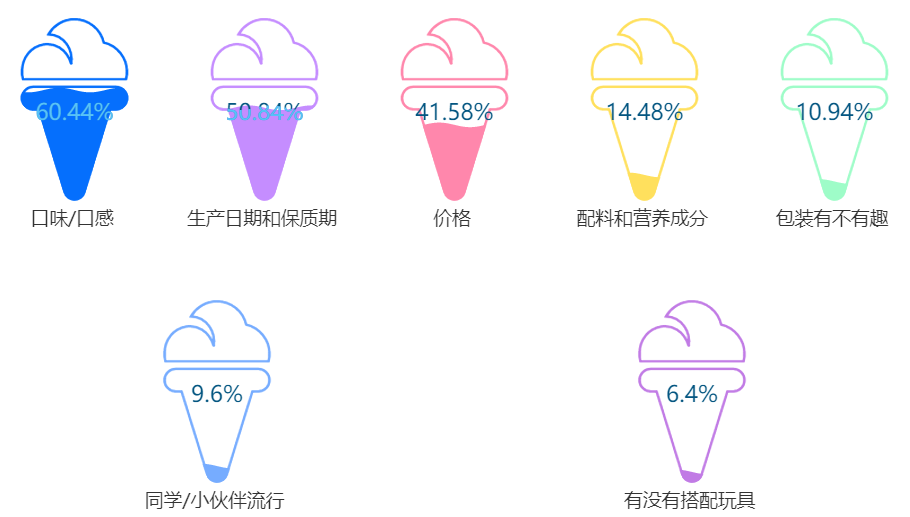 60.44%
50.84%
41.58%
14.48%
10.94%
口味/口感
生产日期和保质期
价格
配料和营养成分
包装有不有趣
9.6%
6.4%
同学/小伙伴流行
有没有搭配玩具